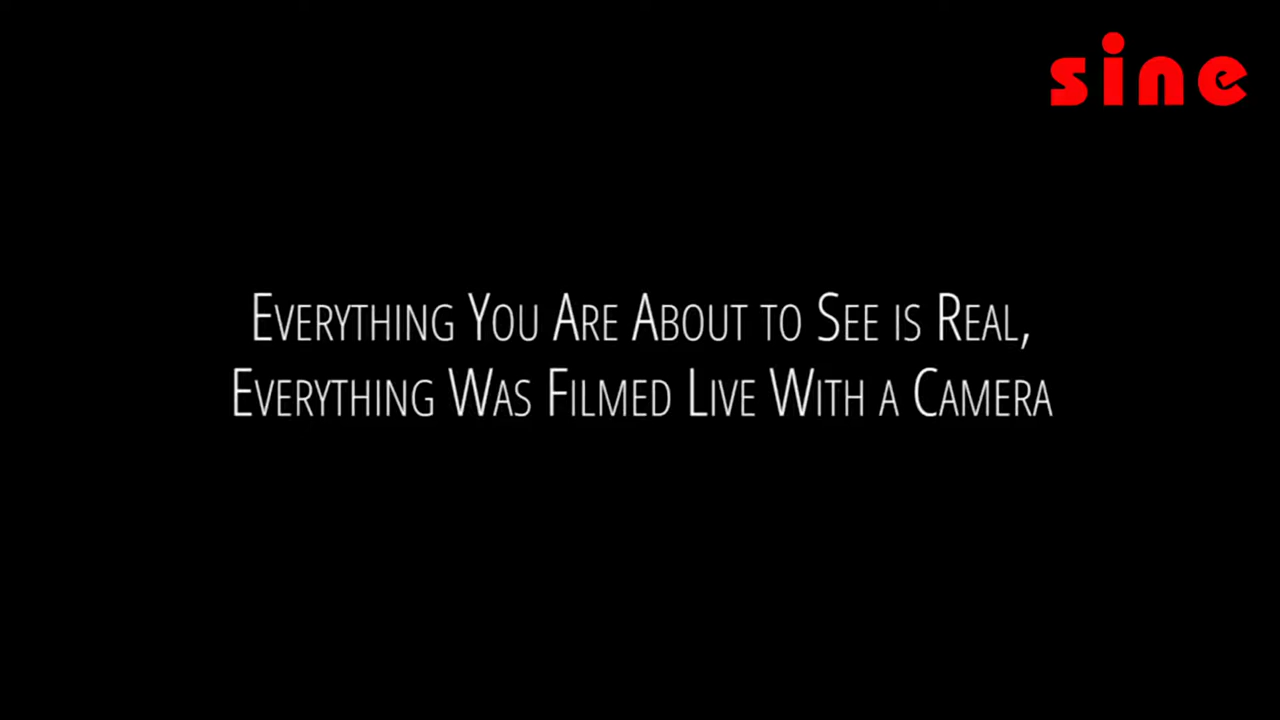 sine
Everything You Are About to See is Real,
Everything Was Filmed Live With a Camera